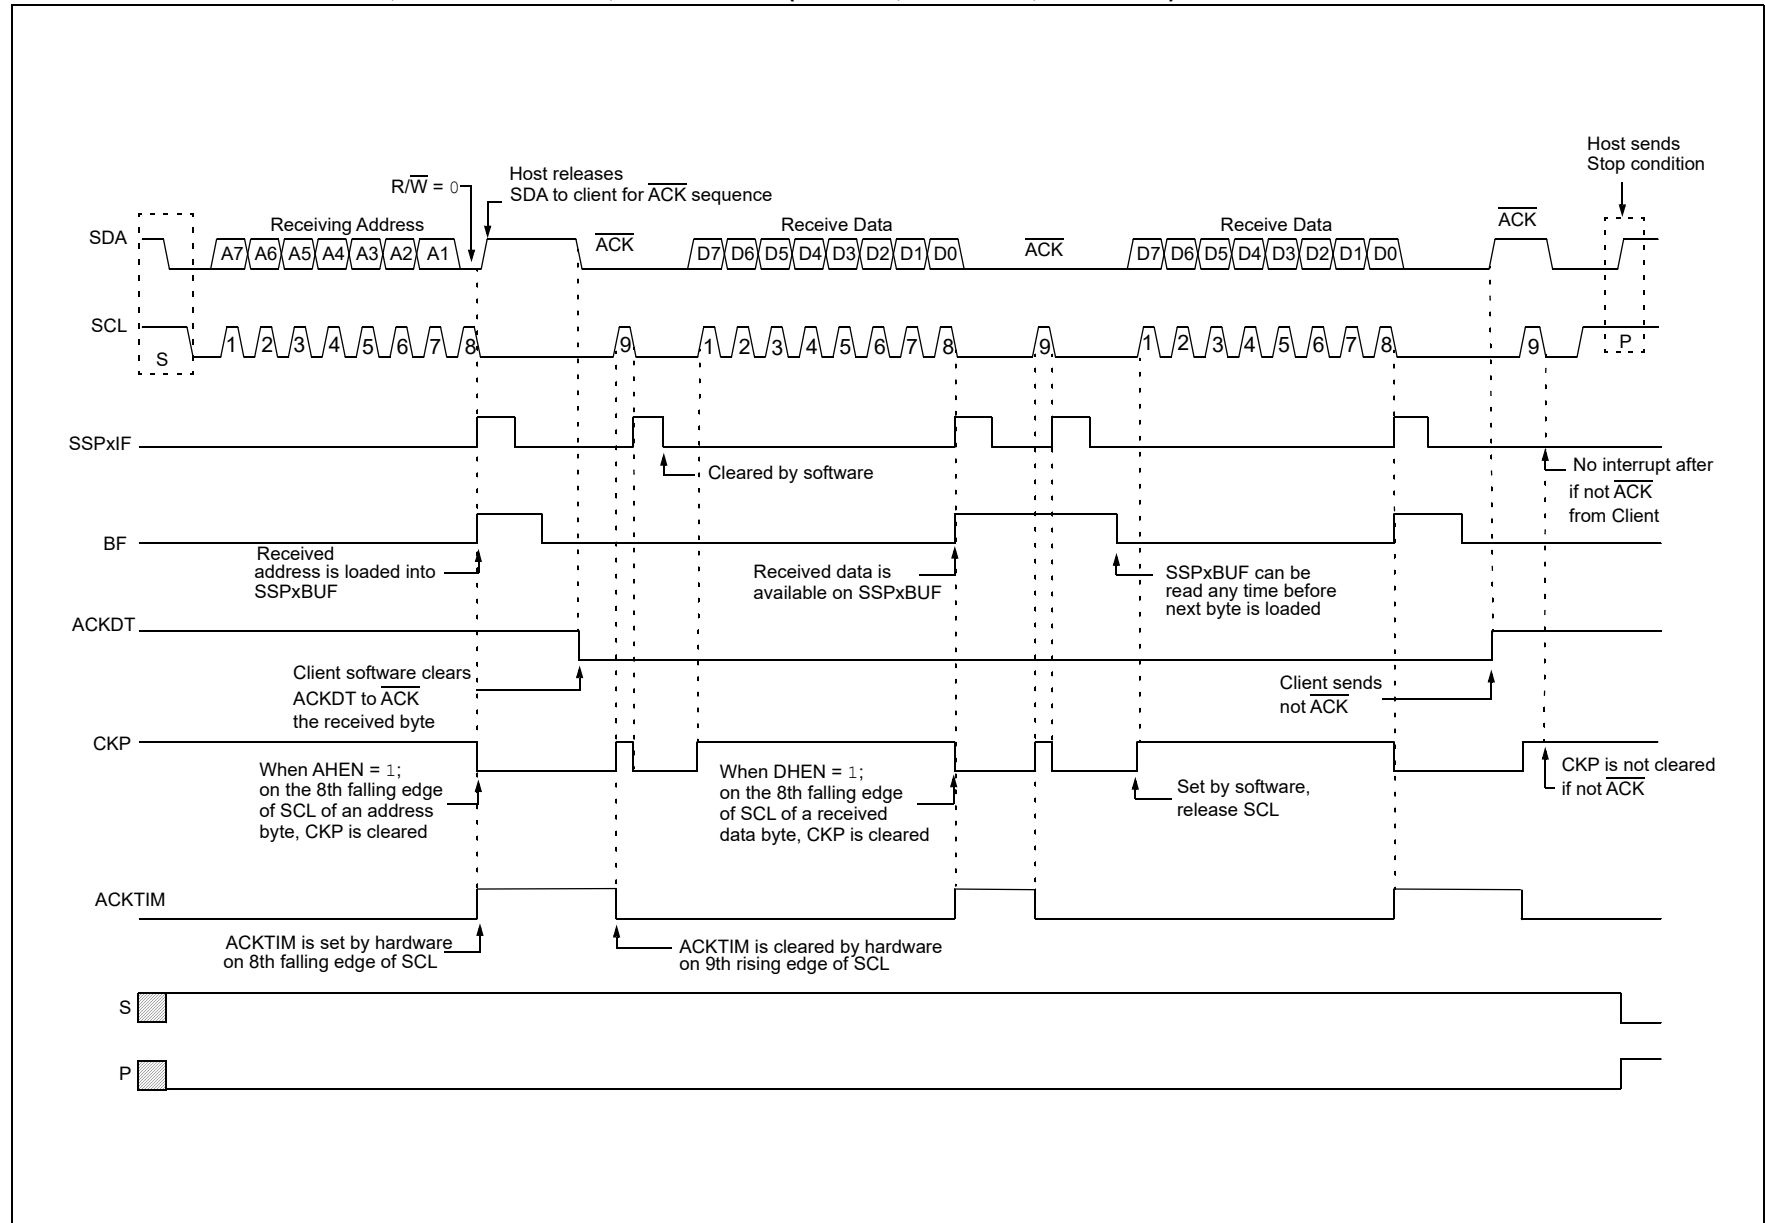 Host sends
Stop condition
R/W̅ = 0
Host releases
SDA to client for A̅C̅K̅ sequence
SDA
Receiving Address
A7 A6 A5 A4 A3 A2 A1
A̅C̅K̅
Receive Data
D7 D6 D5 D4 D3 D2 D1 D0
A̅C̅K̅
Receive Data
D7 D6 D5 D4 D3 D2 D1 D0
A̅C̅K̅
SCL
S
1 2 3 4 5 6 7 8 9
1 2 3 4 5 6 7 8 9
1 2 3 4 5 6 7 8 9
P
SSPxIF
Cleared by software
No interrupt after
if not A̅C̅K̅
from Client
BF
Received
address is loaded into
SSPxBUF
Received data is
available on SSPxBUF
SSPxBUF can be
read any time before
next byte is loaded
ACKDT
Client software clears
ACKDT to A̅C̅K̅
the received byte
Client sends
not A̅C̅K̅
CKP
When AHEN = 1;
on the 8th falling edge
of SCL of an address
byte, CKP is cleared
When DHEN = 1;
on the 8th falling edge
of SCL of a received
data byte, CKP is cleared
Set by software,
release SCL
CKP is not cleared
if not A̅C̅K̅
ACKTIM
ACKTIM is set by hardware
on 8th falling edge of SCL
ACKTIM is cleared by hardware
on 9th rising edge of SCL
S
P